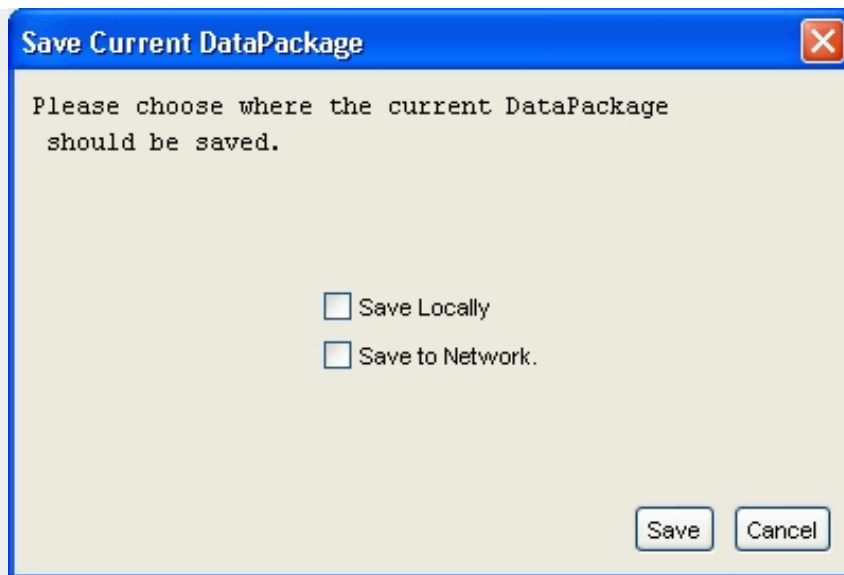 Save Current DataPackage
Please choose where the current DataPackage
should be saved.
Save Locally
Save to Network.
Save
Cancel